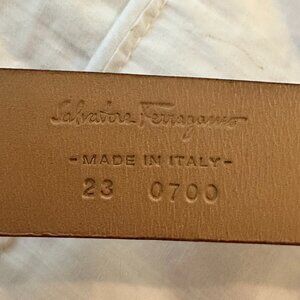 Salvatore Ferragamo
- MADE IN ITALY -
23 0700